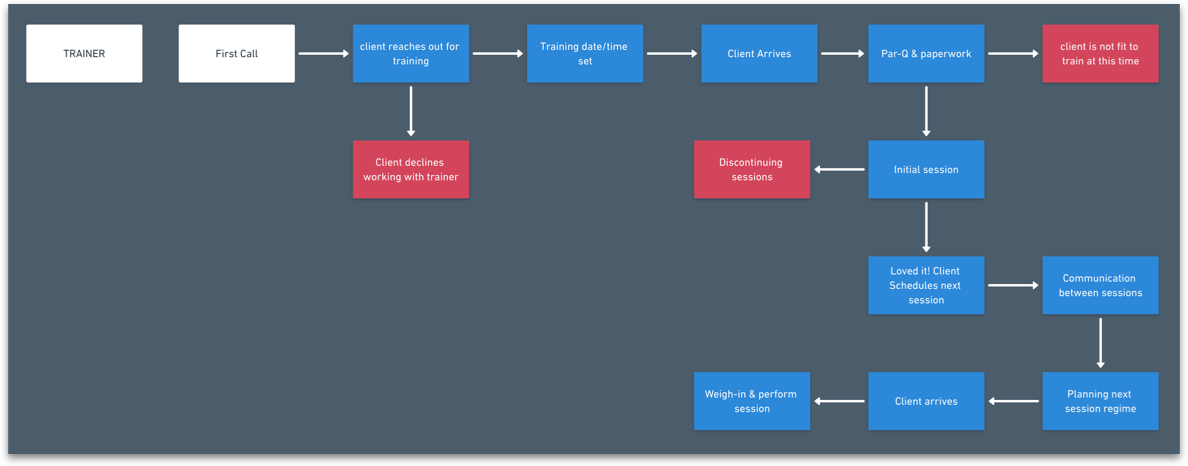 TRAINER
First Call
client reaches out for
training
Training date/time
set
Client Arrives
Par-Q & paperwork
client is not fit to
train at this time
Client declines
working with trainer
Discontinuing
sessions
Initial session
Loved it! Client
Schedules next
session
Communication
between sessions
Weigh-in & perform
session
Client arrives
Planning next
session regime